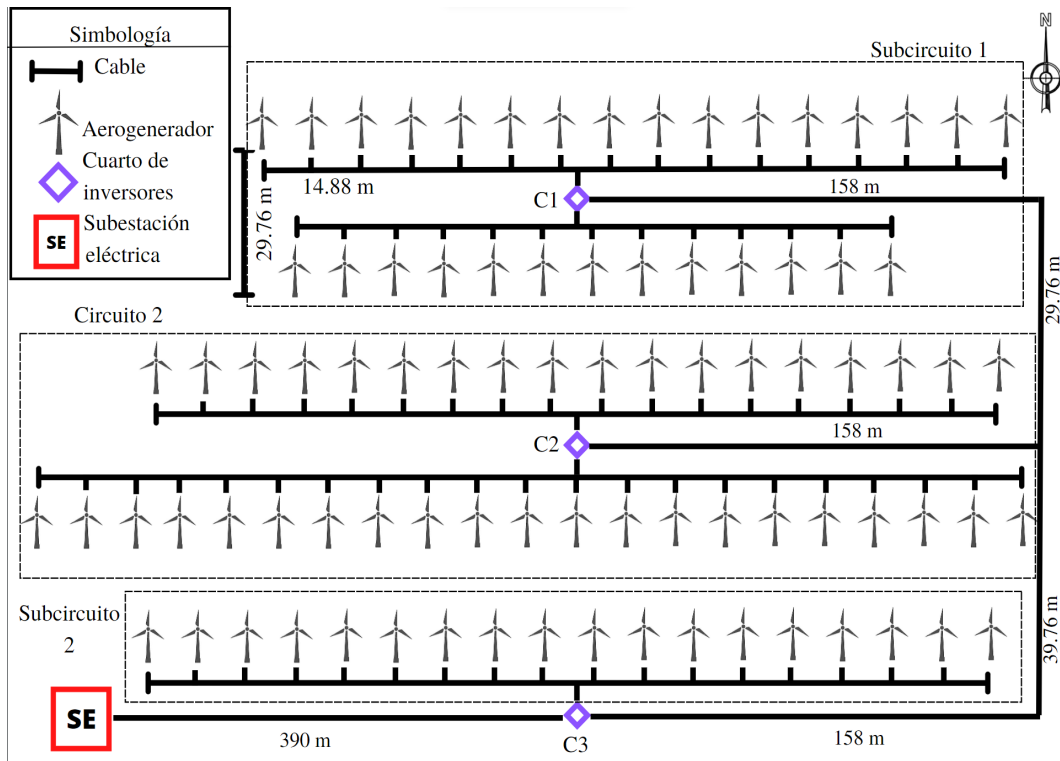 Simbología
Cable
Aerogenerador
Cuarto de
inversores
SE
Subestación
eléctrica
Subcircuito 1
N
14.88 m
158 m
C1
29.76 m
29.76 m
Circuito 2
158 m
C2
Subcircuito
2
39.76 m
SE
390 m
C3
158 m